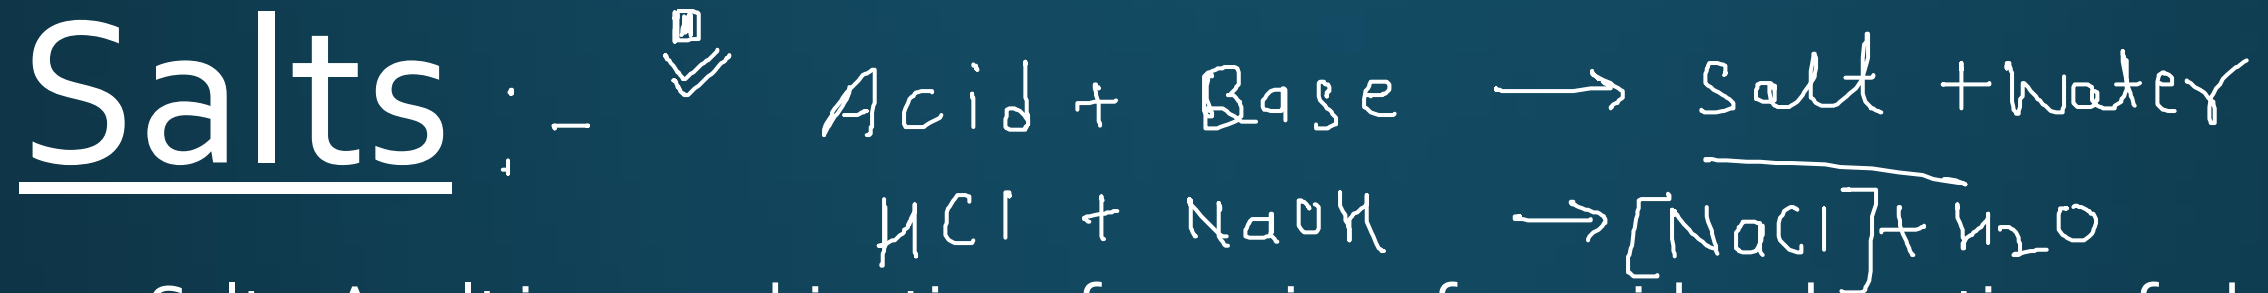 Salts :- Acid + Base → Salt + Water
HCl + NaOH → [NaCl] + H2O